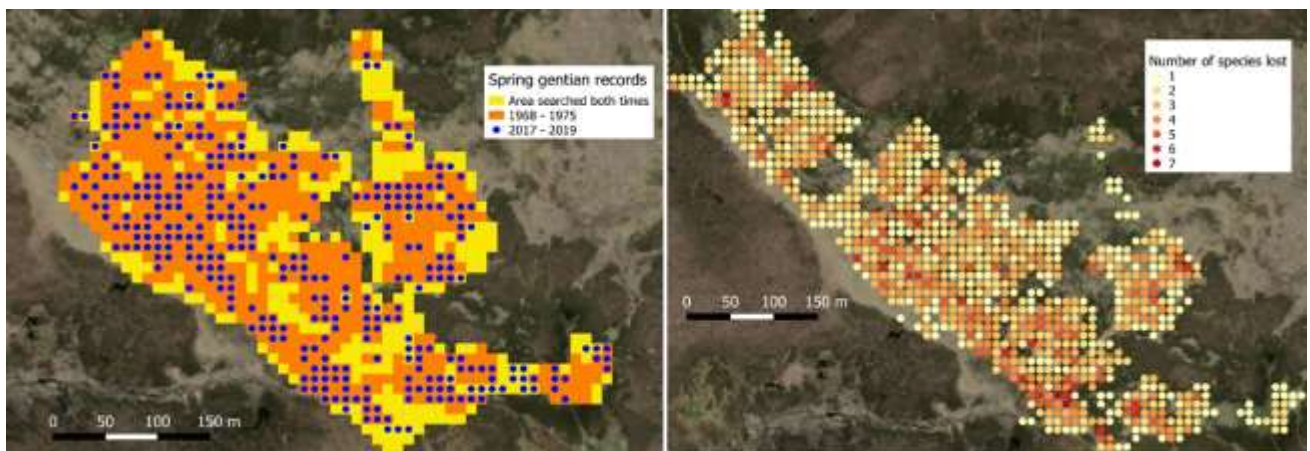 Spring gentian records
Area searched both times
1968 - 1975
2017 - 2019
0 50 100 150 m
Number of species lost
1
2
3
4
5
6
7
0 50 100 150 m